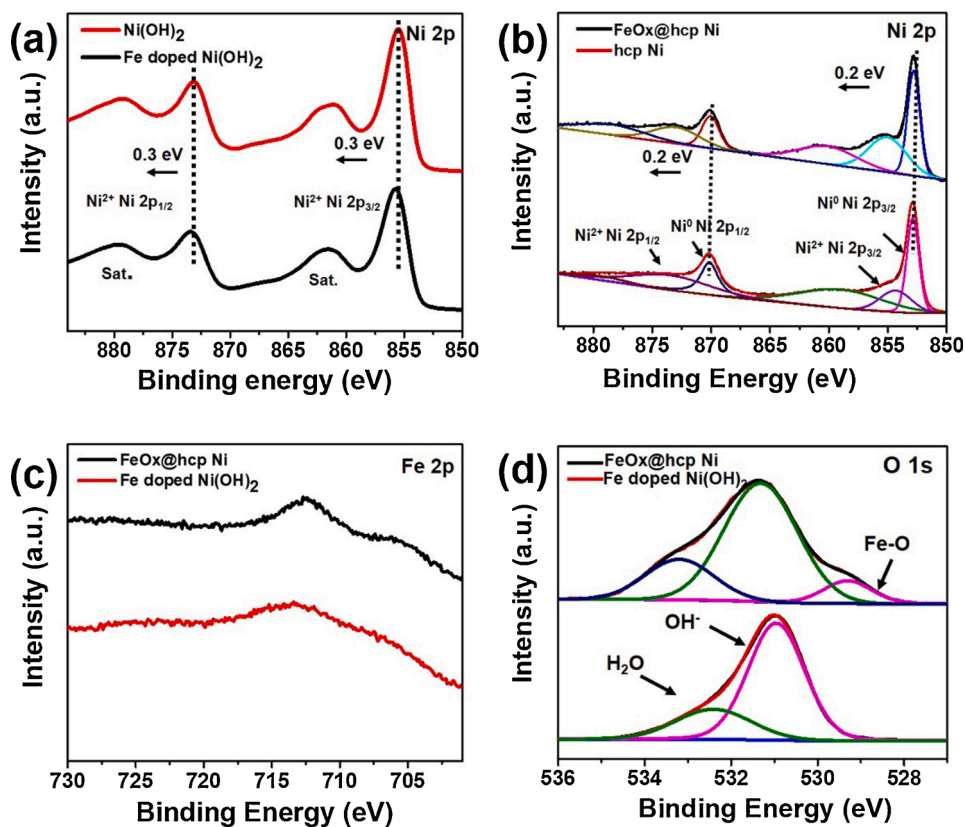 (a)
Ni(OH)2
Fe doped Ni(OH)2
Ni 2p
0.3 eV
0.3 eV
Ni2+ Ni 2p1/2
Ni2+ Ni 2p3/2
Sat.
Sat.
Intensity (a.u.)
880 875 870 865 860 855 850
Binding energy (eV)
(b)
FeOx@hcp Ni
hcp Ni
Ni 2p
0.2 eV
0.2 eV
Ni0 Ni 2p3/2
Ni2+ Ni 2p1/2
Ni0 Ni 2p1/2
Ni2+ Ni 2p3/2
Intensity (a.u.)
880 875 870 865 860 855 850
Binding Energy (eV)
(c)
FeOx@hcp Ni
Fe doped Ni(OH)2
Fe 2p
Intensity (a.u.)
730 725 720 715 710 705
Binding Energy (eV)
(d)
FeOx@hcp Ni
Fe doped Ni(OH)2
O 1s
Fe-O
OH-
H2O
Intensity (a.u.)
536 534 532 530 528
Binding Energy (eV)